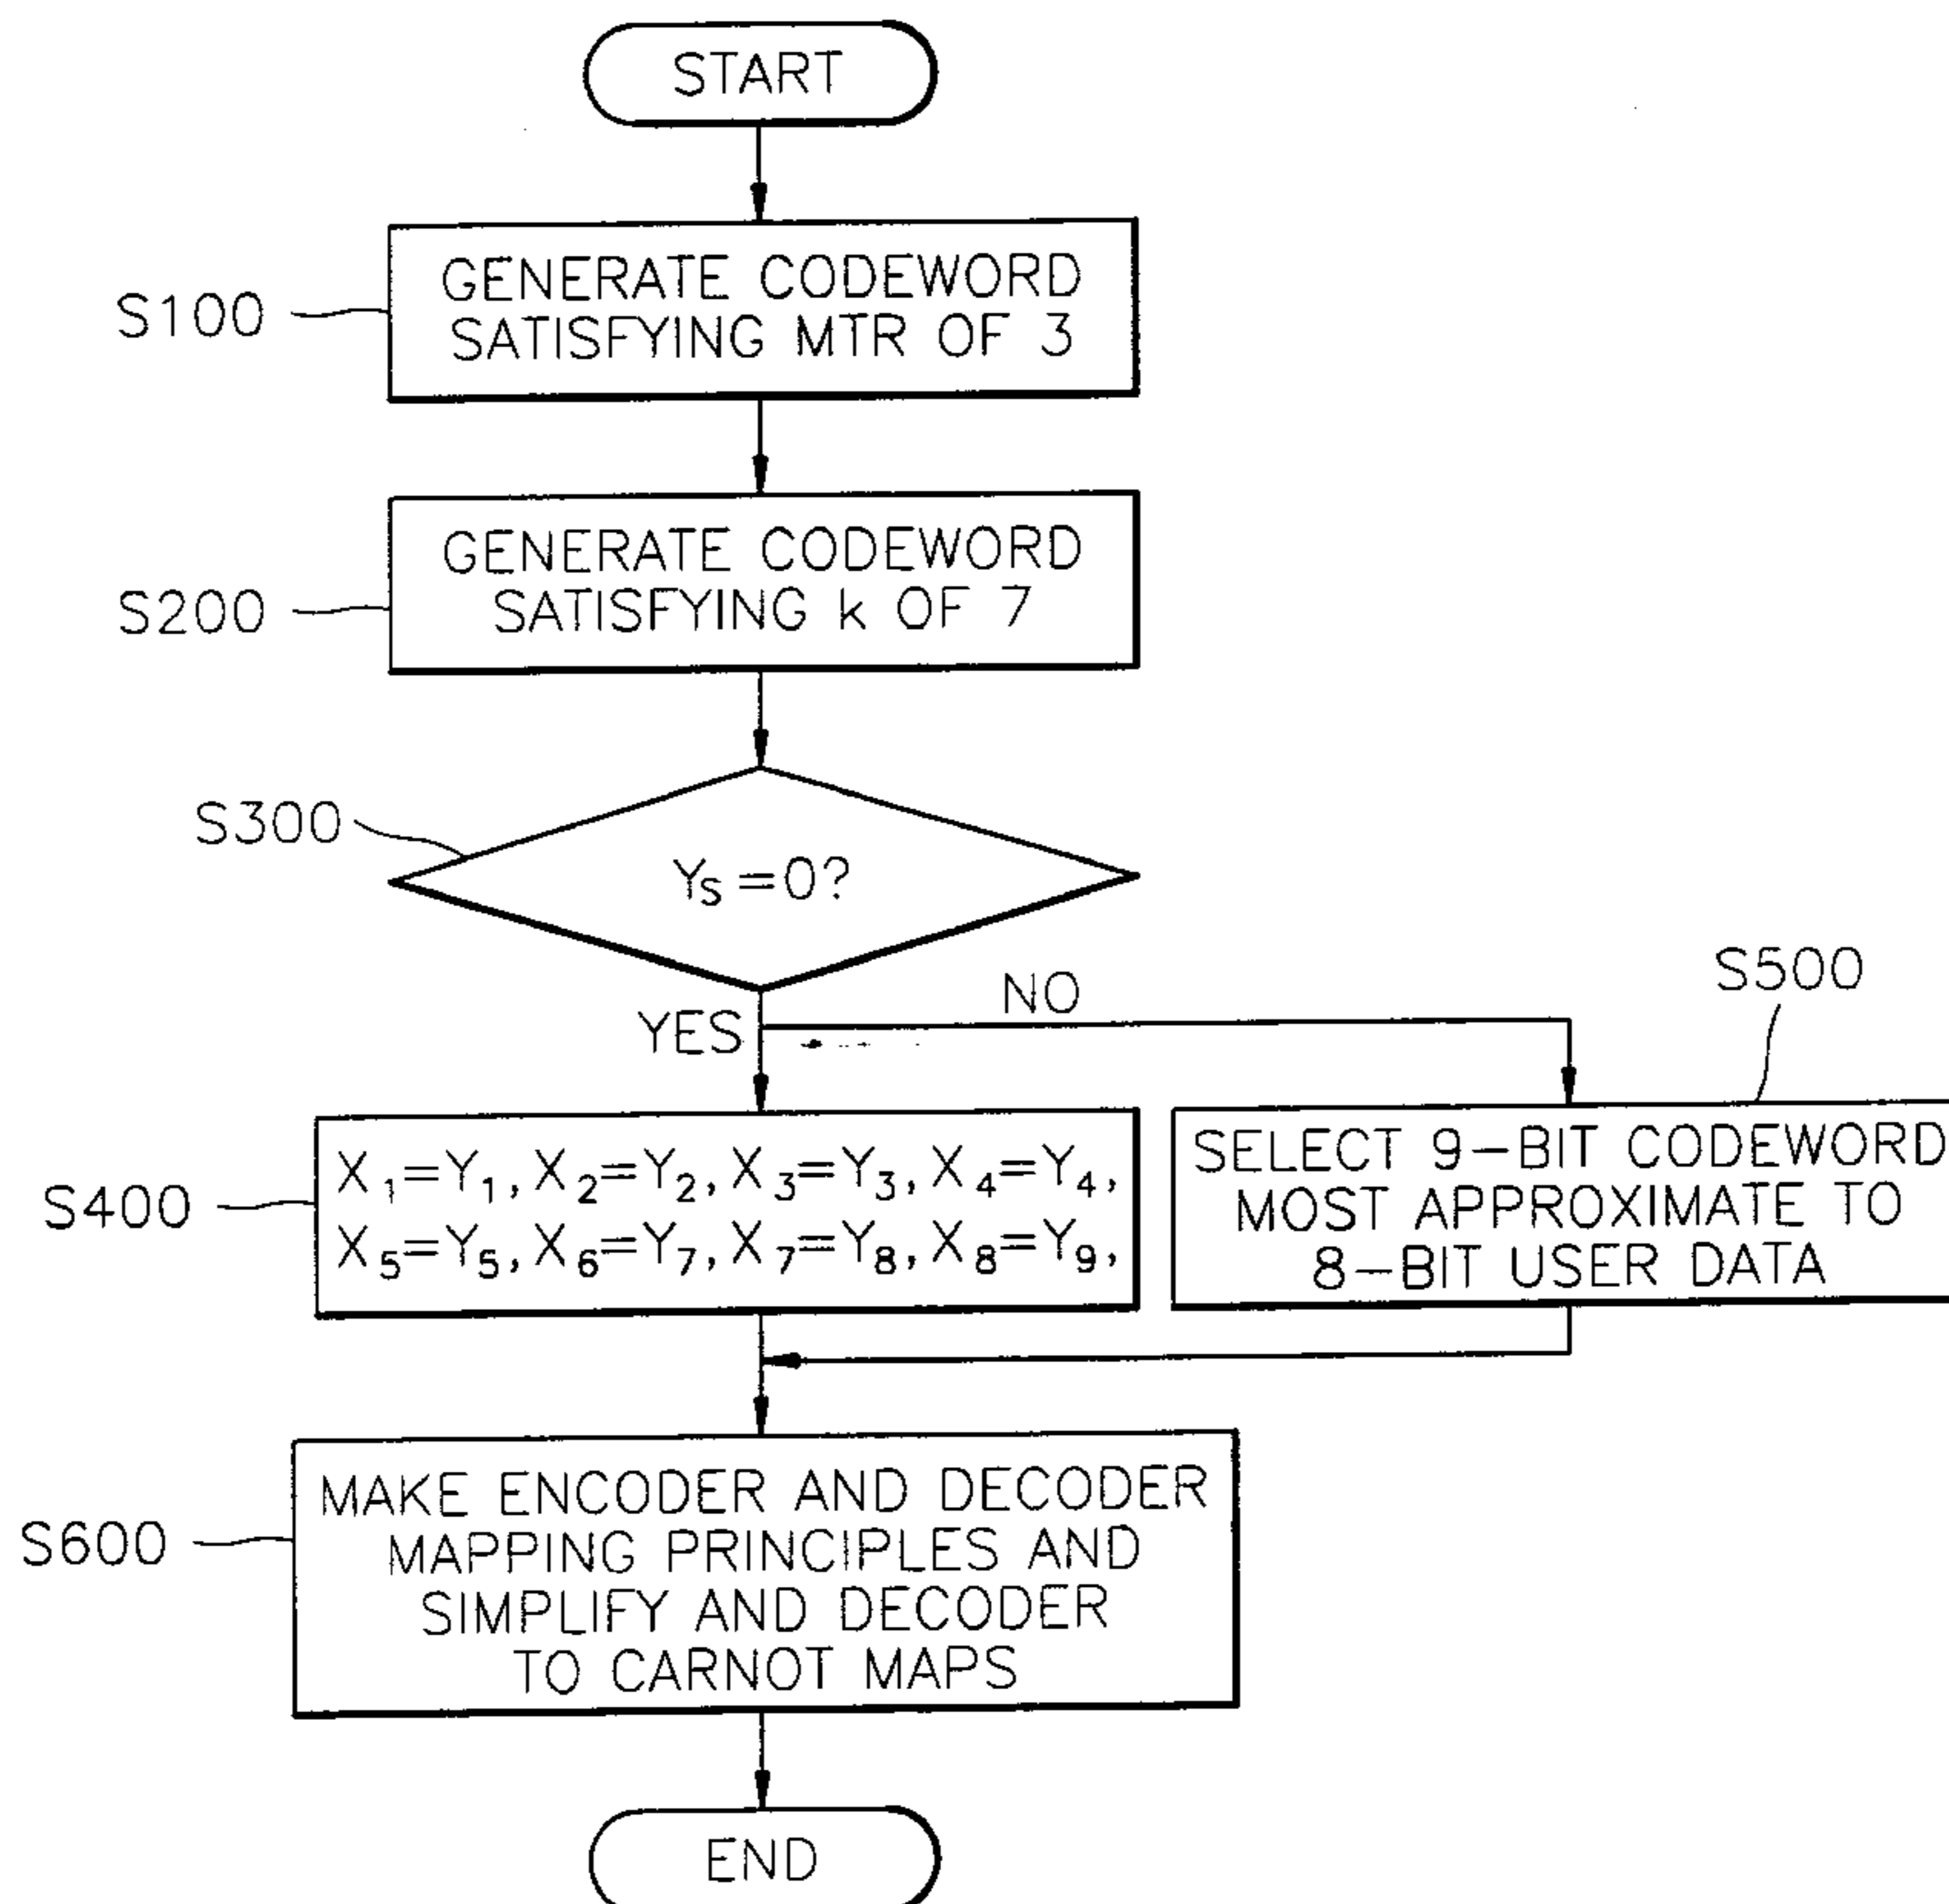 START
S100
GENERATE CODEWORD
SATISFYING MTR OF 3
S200
GENERATE CODEWORD
SATISFYING k OF 7
S300
Yₛ=0?
YES
NO
S400
X₁=Y₁, X₂=Y₂, X₃=Y₃, X₄=Y₄,
X₅=Y₅, X₆=Y₇, X₇=Y₈, X₈=Y₉,
S500
SELECT 9-BIT CODEWORD
MOST APPROXIMATE TO
8-BIT USER DATA
S600
MAKE ENCODER AND DECODER
MAPPING PRINCIPLES AND
SIMPLIFY AND DECODER
TO CARNOT MAPS
END